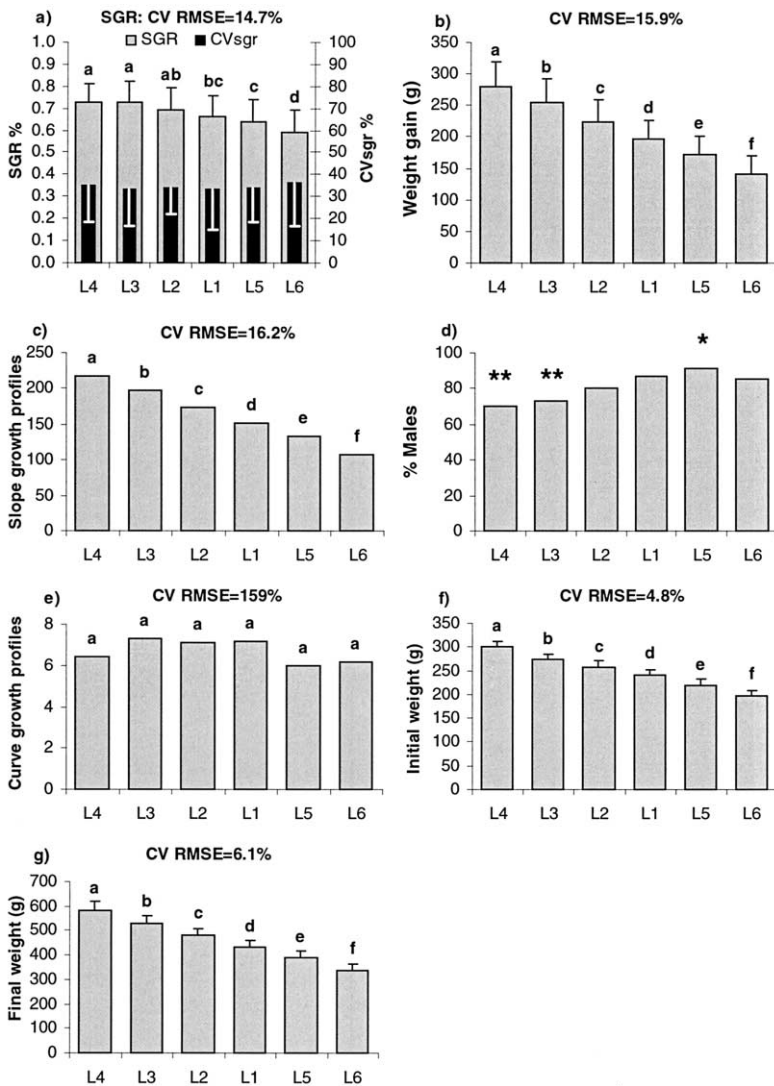 a) SGR: CV RMSE=14.7%
SGR CVsgr
1.0 0.9 0.8 0.7 0.6 0.5 0.4 0.3 0.2 0.1 0.0
SGR %
a a ab bc c d
100 90 80 70 60 50 40 30 20 10 0
CVsgr %
L4 L3 L2 L1 L5 L6
b) CV RMSE=15.9%
350 300 250 200 150 100 50 0
Weight gain (g)
a b c d e f
L4 L3 L2 L1 L5 L6
c) CV RMSE=16.2%
250 200 150 100 50 0
Slope growth profiles
a b c d e f
L4 L3 L2 L1 L5 L6
d)
100 80 60 40 20 0
% Males
** ** *
L4 L3 L2 L1 L5 L6
e) CV RMSE=159%
8 6 4 2 0
Curve growth profiles
a a a a a a
L4 L3 L2 L1 L5 L6
f) CV RMSE=4.8%
350 300 250 200 150 100 50 0
Initial weight (g)
a b c d e f
L4 L3 L2 L1 L5 L6
g) CV RMSE=6.1%
700 600 500 400 300 200 100 0
Final weight (g)
a b c d e f
L4 L3 L2 L1 L5 L6